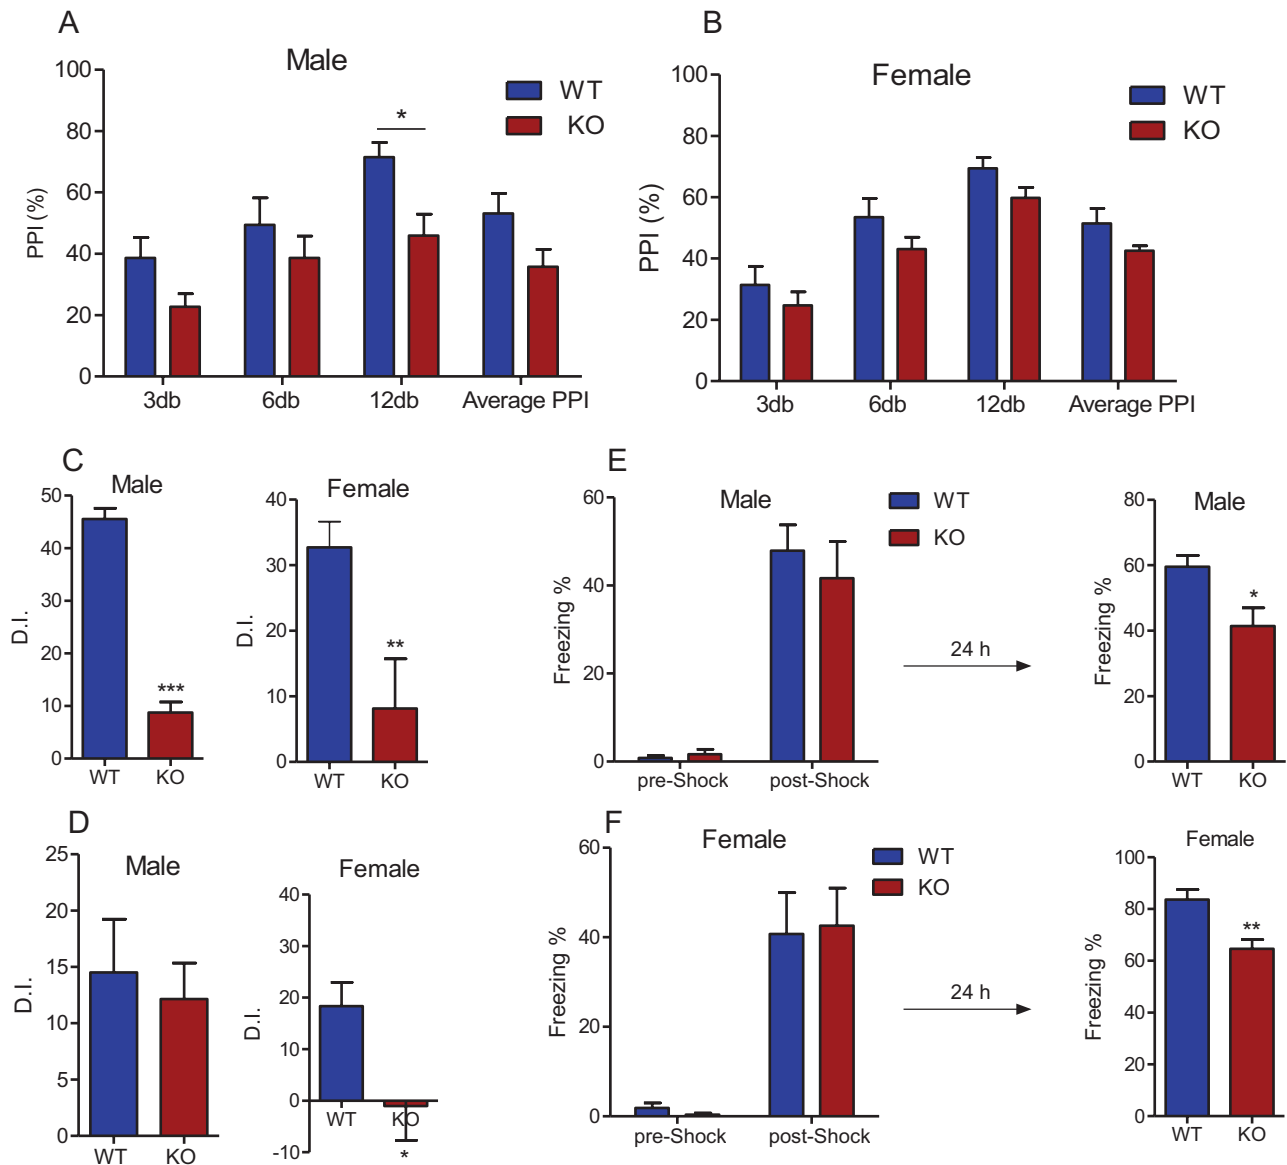 A
Male
WT
KO
*
PPI (%)
100
80
60
40
20
0
3db 6db 12db Average PPI
B
Female
WT
KO
PPI (%)
100
80
60
40
20
0
3db 6db 12db Average PPI
C
Male
D.I.
50
40
30
20
10
0
***
WT KO
Female
D.I.
40
30
20
10
0
**
WT KO
E
Male
WT
KO
Freezing %
60
40
20
0
pre-Shock post-Shock
24 h
Male
Freezing %
80
60
40
20
0
*
WT KO
D
Male
D.I.
25
20
15
10
5
0
WT KO
Female
D.I.
40
30
20
10
0
-10
WT KO
*
F
Female
WT
KO
Freezing %
60
40
20
0
pre-Shock post-Shock
24 h
Female
Freezing %
100
80
60
40
20
0
**
WT KO